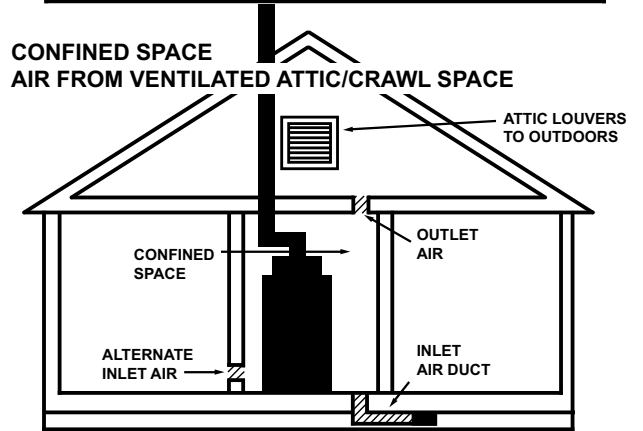 CONFINED SPACE
AIR FROM VENTILATED ATTIC/CRAWL SPACE
ATTIC LOUVERS
TO OUTDOORS
OUTLET
AIR
CONFINED
SPACE
ALTERNATE
INLET AIR
INLET
AIR DUCT